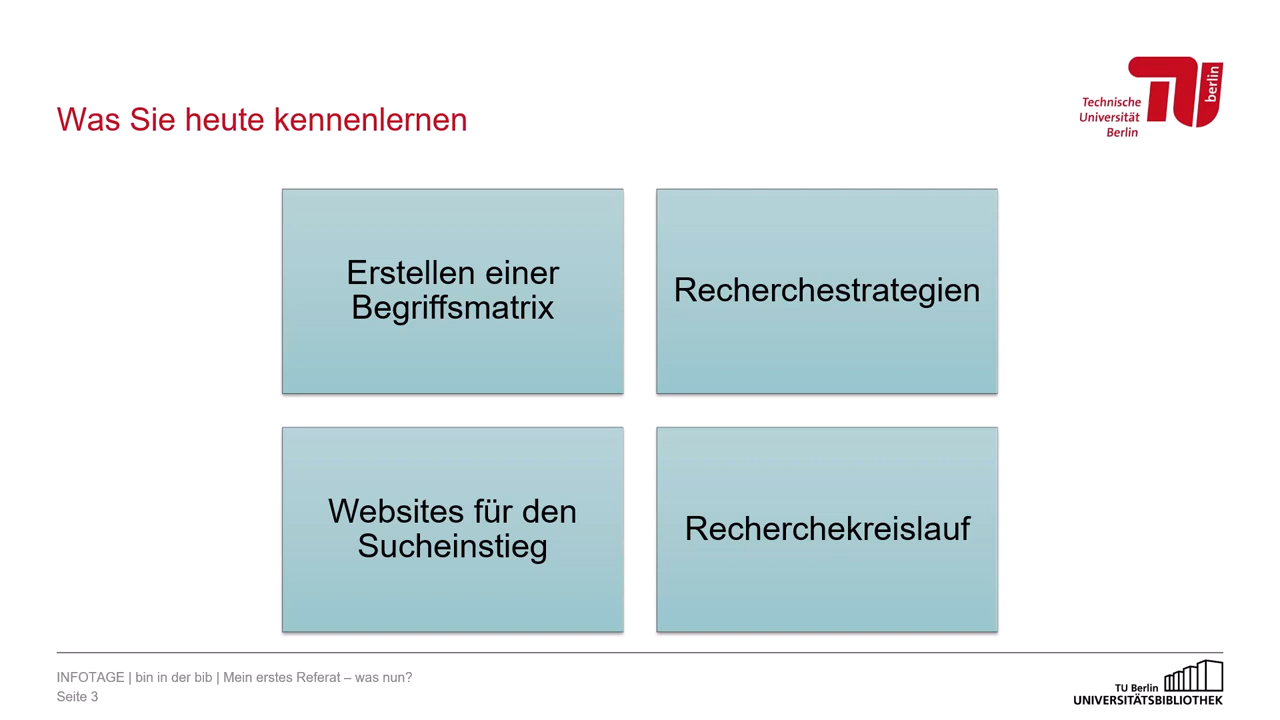 berlin
Technische
Universität
Berlin
Was Sie heute kennenlernen
Erstellen einer
Begriffsmatrix
Recherchestrategien
Websites für den
Sucheinstieg
Recherchekreislauf
INFOTAGE | bin in der bib | Mein erstes Referat – was nun?
Seite 3
TU Berlin
UNIVERSITÄTSBIBLIOTHEK